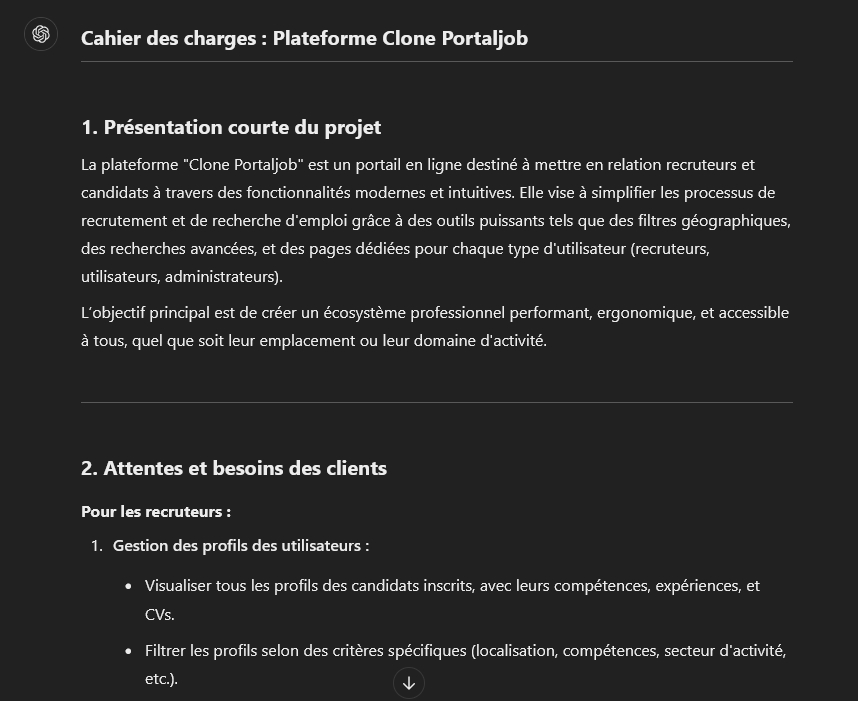 Cahier des charges : Plateforme Clone Portaljob
1. Présentation courte du projet
La plateforme "Clone Portaljob" est un portail en ligne destiné à mettre en relation recruteurs et
candidats à travers des fonctionnalités modernes et intuitives. Elle vise à simplifier les processus de
recrutement et de recherche d'emploi grâce à des outils puissants tels que des filtres géographiques,
des recherches avancées, et des pages dédiées pour chaque type d'utilisateur (recruteurs,
utilisateurs, administrateurs).
L'objectif principal est de créer un écosystème professionnel performant, ergonomique, et accessible
à tous, quel que soit leur emplacement ou leur domaine d'activité.
2. Attentes et besoins des clients
Pour les recruteurs :
1. Gestion des profils des utilisateurs :
• Visualiser tous les profils des candidats inscrits, avec leurs compétences, expériences, et
CVs.
• Filtrer les profils selon des critères spécifiques (localisation, compétences, secteur d'activité,
etc.).